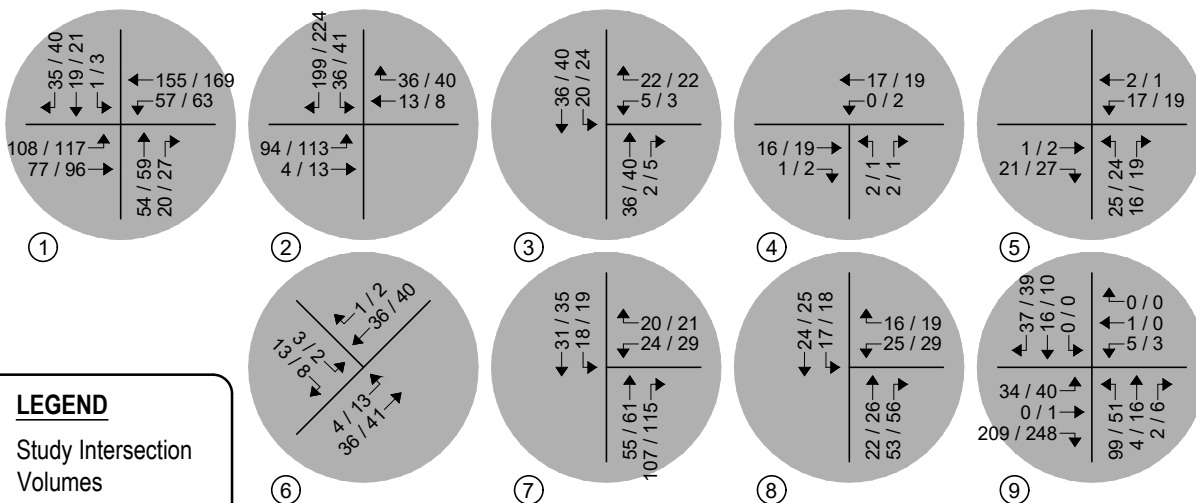 35 / 40
19 / 21
1 / 3
155 / 169
57 / 63
108 / 117
77 / 96
54 / 59
20 / 27
1
199 / 224
36 / 41
36 / 40
13 / 8
94 / 113
4 / 13
2
36 / 40
20 / 24
22 / 22
5 / 3
36 / 40
2 / 5
3
17 / 19
0 / 2
16 / 19
1 / 2
2 / 1
2 / 1
4
2 / 1
17 / 19
1 / 2
21 / 27
25 / 24
16 / 19
5
1 / 2
36 / 40
3 / 2
13 / 8
4 / 13
36 / 41
6
31 / 35
18 / 19
20 / 21
24 / 29
55 / 61
107 / 115
7
24 / 25
17 / 18
16 / 19
25 / 29
22 / 26
53 / 56
8
37 / 39
16 / 10
0 / 0
0 / 0
1 / 0
5 / 3
34 / 40
0 / 1
209 / 248
99 / 51
4 / 16
2 / 6
9
LEGEND
Study Intersection
Volumes